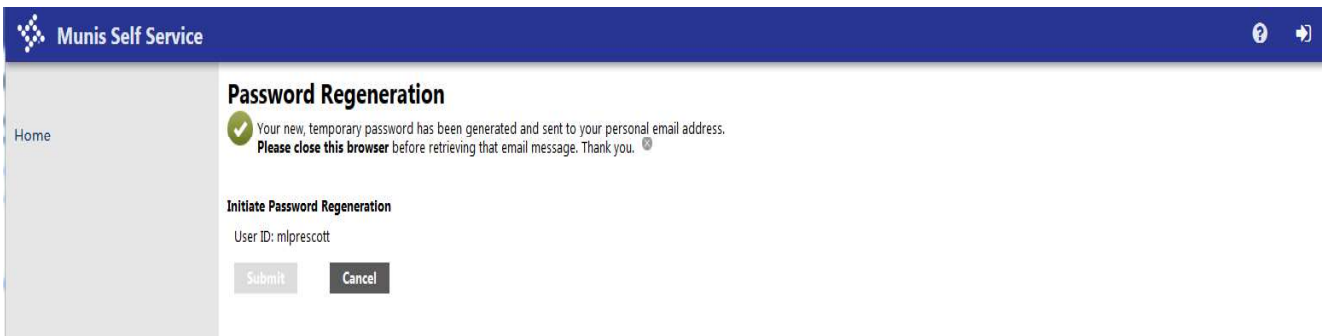 Munis Self Service
Home
Password Regeneration
Your new, temporary password has been generated and sent to your personal email address.
Please close this browser before retrieving that email message. Thank you.
Initiate Password Regeneration
User ID: mlprescott
Submit Cancel